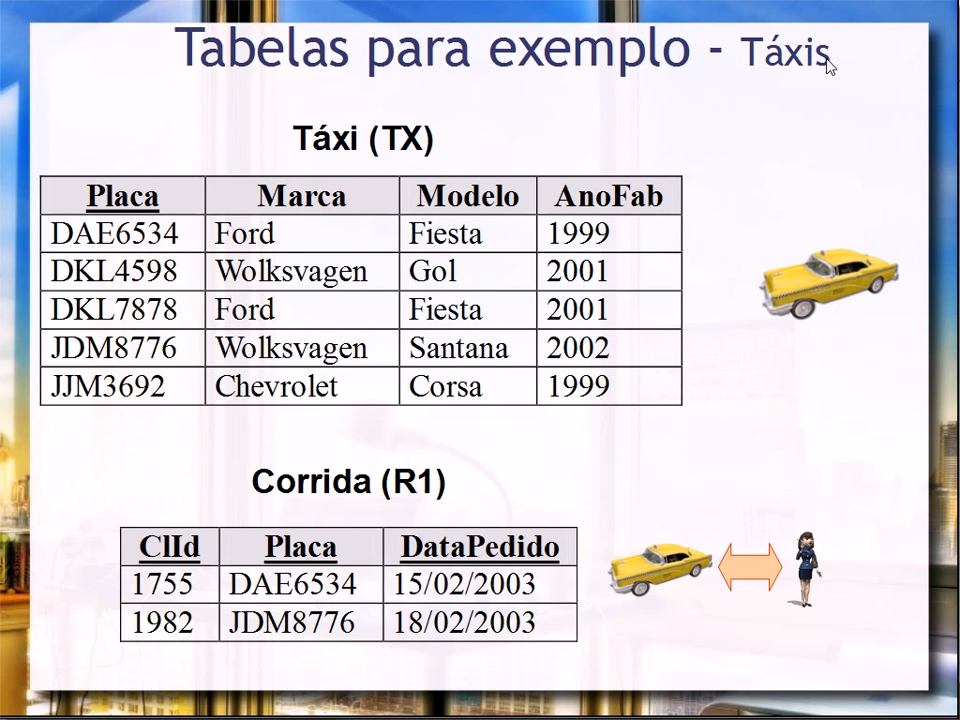 Tabelas para exemplo - Táxis
Táxi (TX)
Placa Marca Modelo AnoFab
DAE6534 Ford Fiesta 1999
DKL4598 Wolksvagen Gol 2001
DKL7878 Ford Fiesta 2001
JDM8776 Wolksvagen Santana 2002
JJM3692 Chevrolet Corsa 1999
Corrida (R1)
ClId Placa DataPedido
1755 DAE6534 15/02/2003
1982 JDM8776 18/02/2003